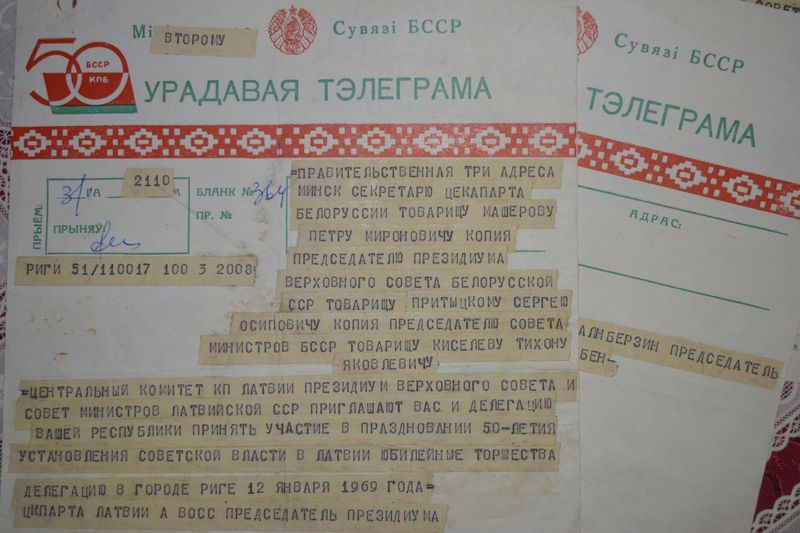 Мі
ВТОРОМУ
Сувязі БССР
50
БССР
КПБ
УРАДАВАЯ ТЭЛЕГРАМА
ПРЫЁМ:
3/ГА
2110
БЛАНК № 364
ПРЫНЯЎ
ПР. №
РИГИ 51/110017 100 3 2008
=ПРАВИТЕЛЬСТВЕННАЯ ТРИ АДРЕСА
МИНСК СЕКРЕТАРЮ ЦЕКАПАРТА
БЕЛОРУССИИ ТОВАРИЩУ МАШЕРОВУ
ПЕТРУ МИРОНОВИЧУ КОПИЯ
ПРЕДСЕДАТЕЛЮ ПРЕЗИДИУМА
ВЕРХОВНОГО СОВЕТА БЕЛОРУССКОЙ
ССР ТОВАРИЩУ ПРИТЫЦКОМУ СЕРГЕЮ
ОСИПОВИЧУ КОПИЯ ПРЕДСЕДАТЕЛЮ СОВЕТА
МИНИСТРОВ БССР ТОВАРИЩУ КИСЕЛЕВУ ТИХОНУ
ЯКОВЛЕВИЧУ
=ЦЕНТРАЛЬНЫЙ КОМИТЕТ КП ЛАТВИИ ПРЕЗИДИУМ ВЕРХОВНОГО СОВЕТА И
СОВЕТ МИНИСТРОВ ЛАТВИЙСКОЙ ССР ПРИГЛАШАЮТ ВАС И ДЕЛЕГАЦИЮ
ВАШЕЙ РЕСПУБЛИКИ ПРИНЯТЬ УЧАСТИЕ В ПРАЗДНОВАНИИ 50-ЛЕТИЯ
УСТАНОВЛЕНИЯ СОВЕТСКОЙ ВЛАСТИ В ЛАТВИИ ЮБИЛЕЙНЫЕ ТОРЖЕСТВА
ДЕЛЕГАЦИЮ В ГОРОДЕ РИГЕ 12 ЯНВАРЯ 1969 ГОДА=
ЦКПАРТА ЛАТВИИ А ВОСС ПРЕДСЕДАТЕЛЬ ПРЕЗИДИУМА
Сувязі БССР
ТЭЛЕГРАМА
АДРАС:
БЕРЗИН ПРЕДСЕДАТЕЛЬ